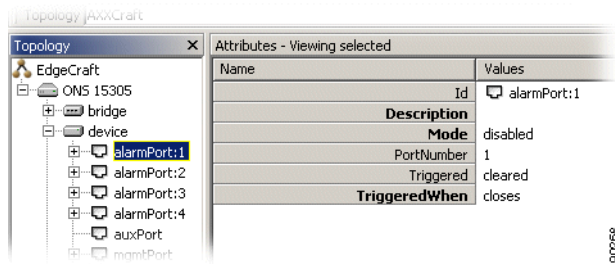 Topology AXXCraft
Topology
Attributes - Viewing selected
EdgeCraft
Name
Values
ONS 15305
Id
alarmPort:1
bridge
Description
device
Mode
disabled
alarmPort:1
PortNumber
1
alarmPort:2
Triggered
cleared
alarmPort:3
TriggeredWhen
closes
alarmPort:4
auxPort
mgmtPort